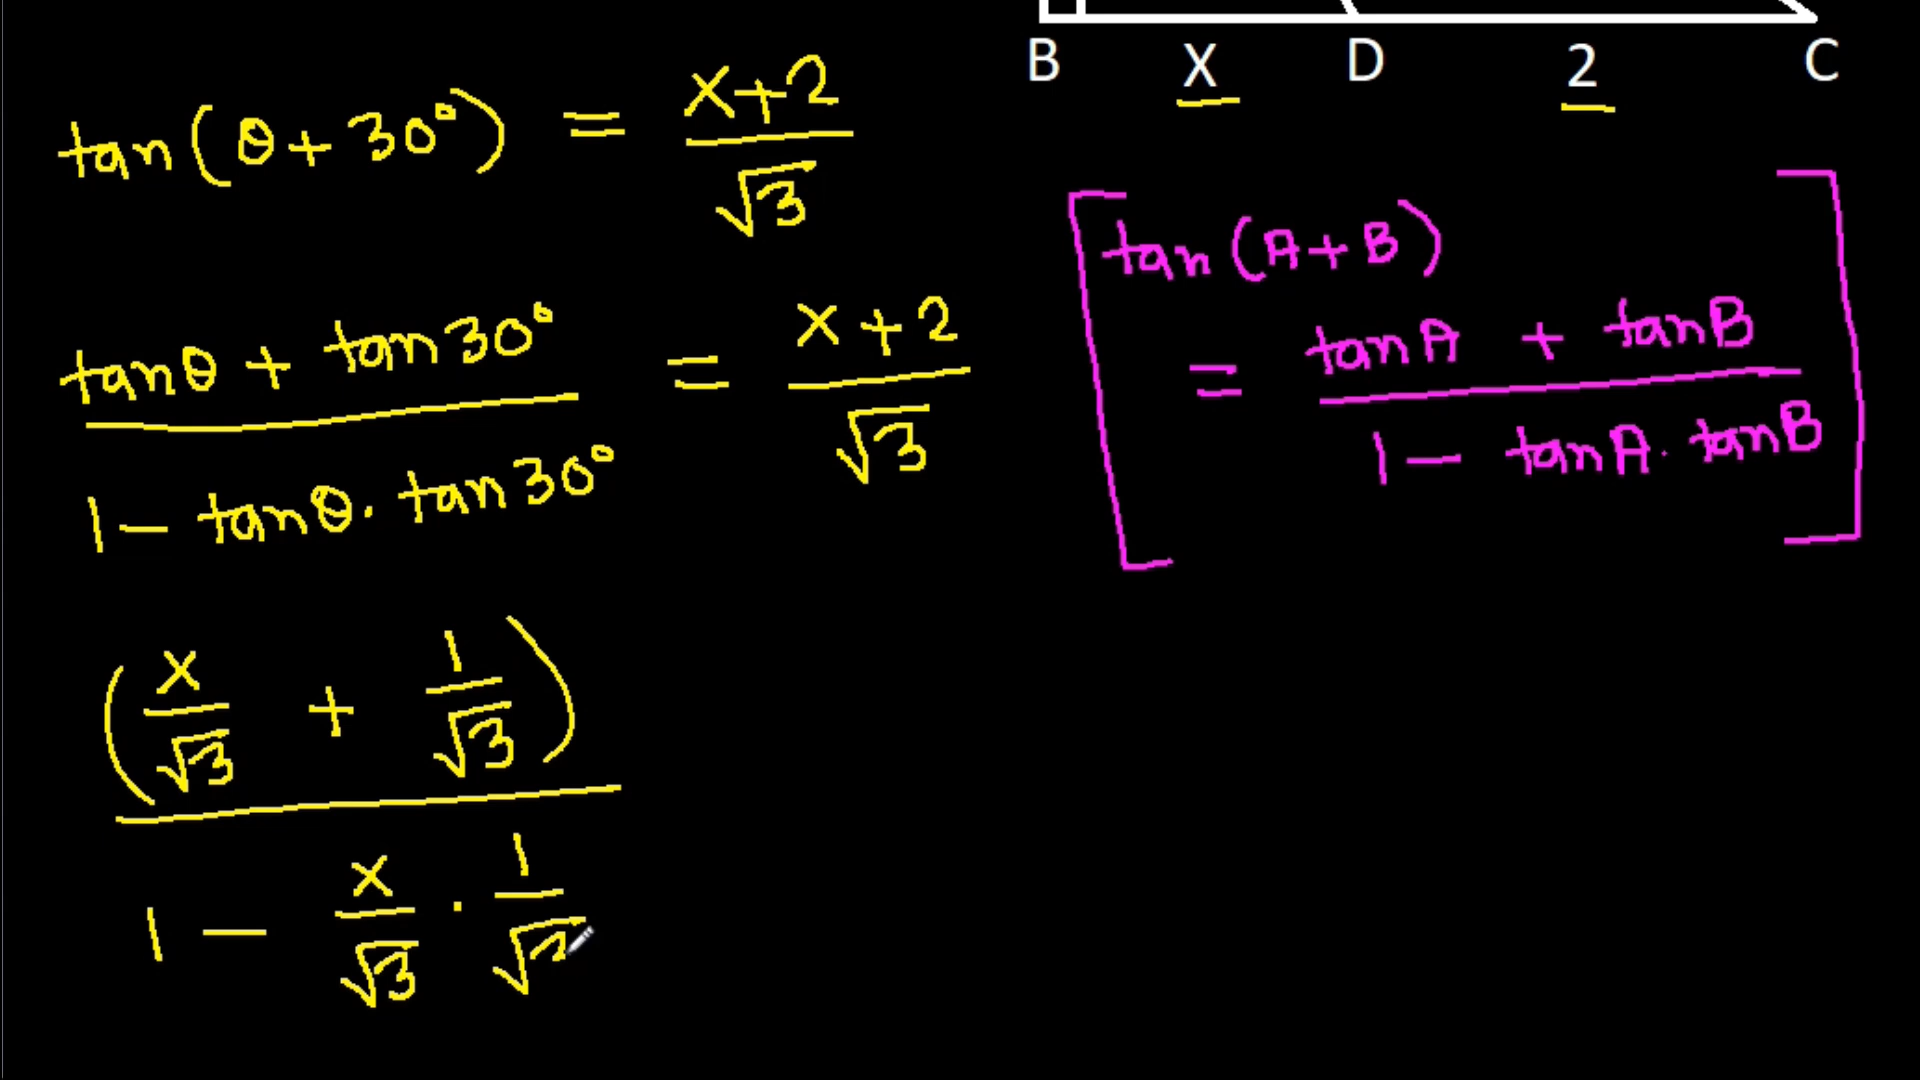 B X D 2 C
tan(θ+30°) = x+2/√3
tanθ + tan30°/1 - tanθ.tan30° = x+2/√3
(x/√3 + 1/√3)/1 - x/√3 . 1/√3
[tan(A+B)
= tanA + tanB/1 - tanA.tanB]